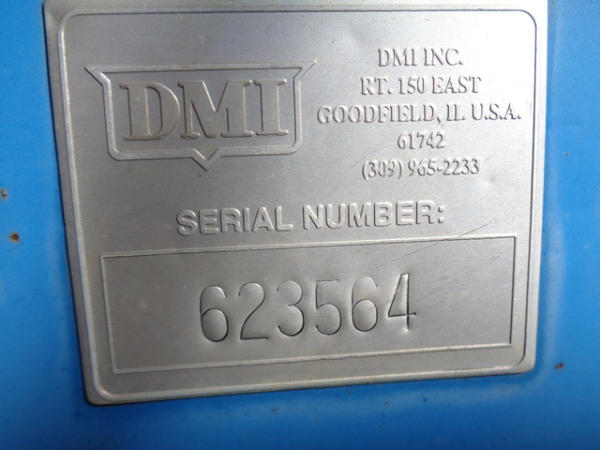 DMI
DMI INC.
RT. 150 EAST
GOODFIELD, IL U.S.A.
61742
(309) 965-2233
SERIAL NUMBER:
623564